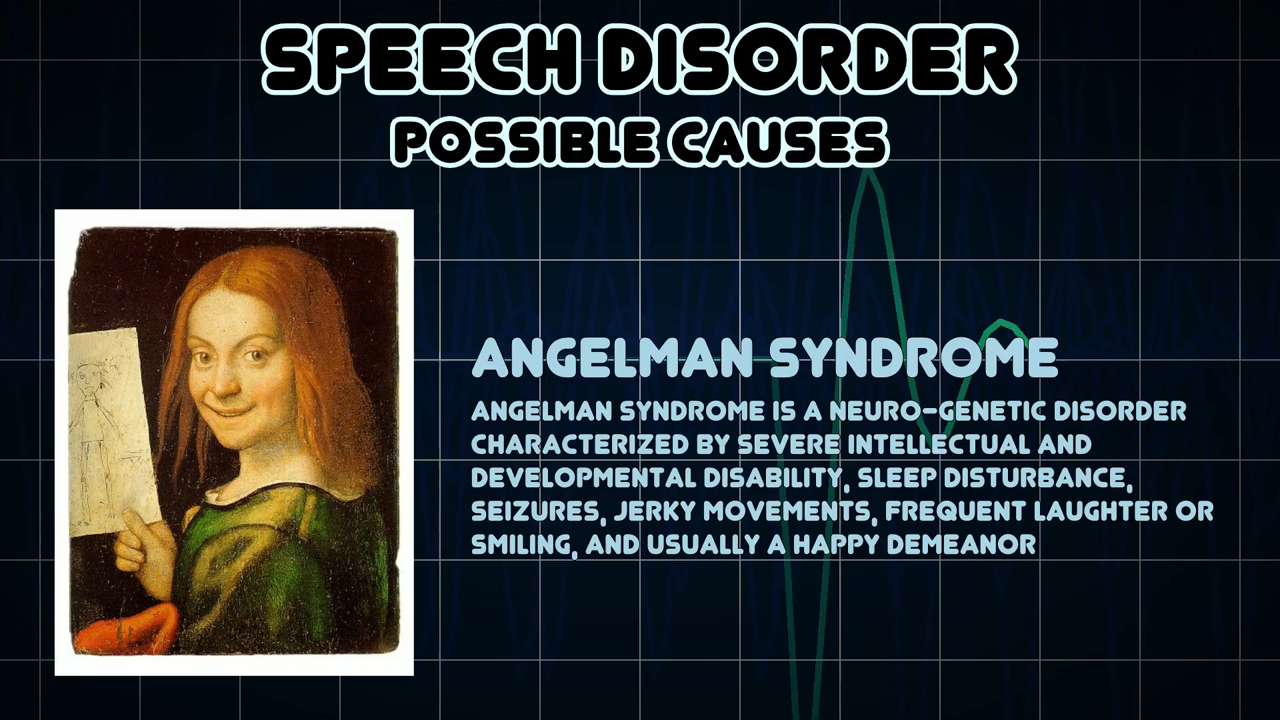 SPEECH DISORDER
POSSIBLE CAUSES
ANGELMAN SYNDROME
ANGELMAN SYNDROME IS A NEURO-GENETIC DISORDER
CHARACTERIZED BY SEVERE INTELLECTUAL AND
DEVELOPMENTAL DISABILITY, SLEEP DISTURBANCE,
SEIZURES, JERKY MOVEMENTS, FREQUENT LAUGHTER OR
SMILING, AND USUALLY A HAPPY DEMEANOR